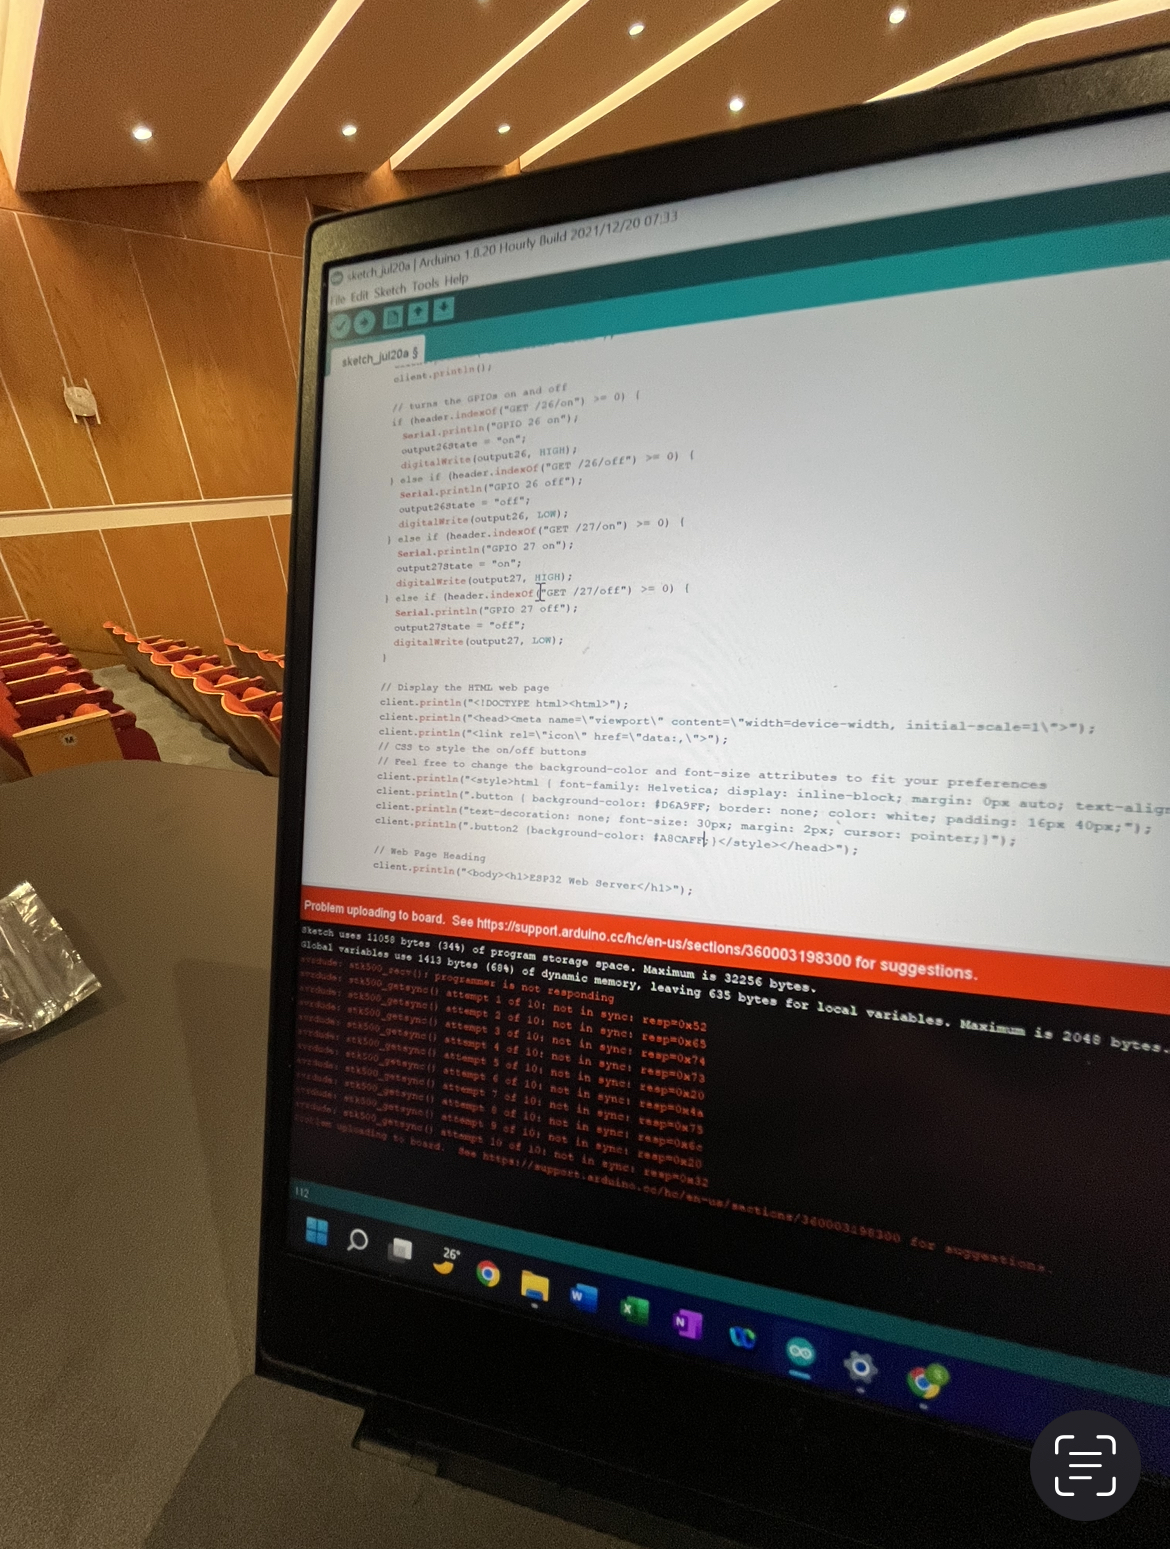 sketch_jul20a | Arduino 1.8.20 Hourly Build 2021/12/20 07:33
File Edit Sketch Tools Help
sketch_jul20a §
client.println();
// turns the GPIOs on and off
if (header.indexOf("GET /26/on") >= 0) {
Serial.println("GPIO 26 on");
output26State = "on";
digitalWrite(output26, HIGH);
} else if (header.indexOf("GET /26/off") >= 0) {
Serial.println("GPIO 26 off");
output26State = "off";
digitalWrite(output26, LOW);
} else if (header.indexOf("GET /27/on") >= 0) {
Serial.println("GPIO 27 on");
output27State = "on";
digitalWrite(output27, HIGH);
} else if (header.indexOf("GET /27/off") >= 0) {
Serial.println("GPIO 27 off");
output27State = "off";
digitalWrite(output27, LOW);
}
// Display the HTML web page
client.println("<!DOCTYPE html><html>");
client.println("<head><meta name=\"viewport\" content=\"width=device-width, initial-scale=1\">");
client.println("<link rel=\"icon\" href=\"data:,\">");
// CSS to style the on/off buttons
// Feel free to change the background-color and font-size attributes to fit your preferences
client.println("<style>html { font-family: Helvetica; display: inline-block; margin: 0px auto; text-align
client.println(".button { background-color: #D6A9FF; border: none; color: white; padding: 16px 40px;");
client.println("text-decoration: none; font-size: 30px; margin: 2px; cursor: pointer;}");
client.println(".button2 {background-color: #A8CAFF;}</style></head>");
// Web Page Heading
client.println("<body><h1>ESP32 Web Server</h1>");
Problem uploading to board. See https://support.arduino.cc/hc/en-us/sections/360003198300 for suggestions.
Sketch uses 11058 bytes (34%) of program storage space. Maximum is 32256 bytes.
Global variables use 1413 bytes (68%) of dynamic memory, leaving 635 bytes for local variables. Maximum is 2048 bytes.
avrdude: stk500_recv(): programmer is not responding
avrdude: stk500_getsync() attempt 1 of 10: not in sync: resp=0x52
avrdude: stk500_getsync() attempt 2 of 10: not in sync: resp=0x65
avrdude: stk500_getsync() attempt 3 of 10: not in sync: resp=0x74
avrdude: stk500_getsync() attempt 4 of 10: not in sync: resp=0x73
avrdude: stk500_getsync() attempt 5 of 10: not in sync: resp=0x20
avrdude: stk500_getsync() attempt 6 of 10: not in sync: resp=0x4a
avrdude: stk500_getsync() attempt 7 of 10: not in sync: resp=0x75
avrdude: stk500_getsync() attempt 8 of 10: not in sync: resp=0x6c
avrdude: stk500_getsync() attempt 9 of 10: not in sync: resp=0x20
avrdude: stk500_getsync() attempt 10 of 10: not in sync: resp=0x32
Problem uploading to board. See https://support.arduino.cc/hc/en-us/sections/360003198300 for suggestions.
112
26°
W
X
N
M